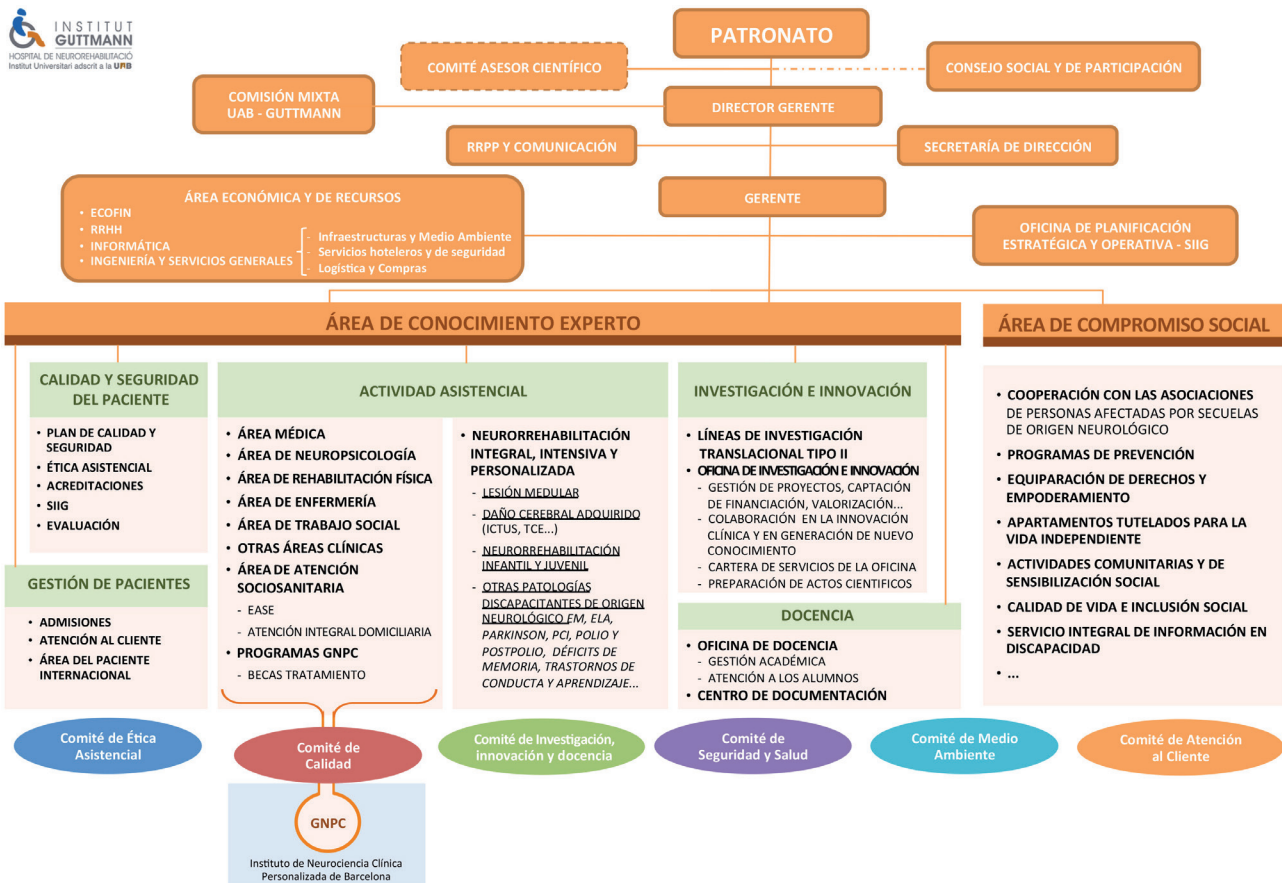 INSTITUT
GUTTMANN
HOSPITAL DE NEUROREHABILITACIÓ
Institut Universitari adscrit a la UAB
PATRONATO
COMITÉ ASESOR CIENTÍFICO
CONSEJO SOCIAL Y DE PARTICIPACIÓN
COMISIÓN MIXTA
UAB - GUTTMANN
DIRECTOR GERENTE
RRPP Y COMUNICACIÓN
SECRETARÍA DE DIRECCIÓN
GERENTE
ÁREA ECONÓMICA Y DE RECURSOS
• ECOFIN
• RRHH
• INFORMÁTICA
• INGENIERÍA Y SERVICIOS GENERALES
- Infraestructuras y Medio Ambiente
- Servicios hoteleros y de seguridad
- Logística y Compras
OFICINA DE PLANIFICACIÓN
ESTRATÉGICA Y OPERATIVA - SIIG
ÁREA DE CONOCIMIENTO EXPERTO
ÁREA DE COMPROMISO SOCIAL
CALIDAD Y SEGURIDAD
DEL PACIENTE
• PLAN DE CALIDAD Y
SEGURIDAD
• ÉTICA ASISTENCIAL
• ACREDITACIONES
• SIIG
• EVALUACIÓN
GESTIÓN DE PACIENTES
• ADMISIONES
• ATENCIÓN AL CLIENTE
• ÁREA DEL PACIENTE
INTERNACIONAL
ACTIVIDAD ASISTENCIAL
• ÁREA MÉDICA
• ÁREA DE NEUROPSICOLOGÍA
• ÁREA DE REHABILITACIÓN FÍSICA
• ÁREA DE ENFERMERÍA
• ÁREA DE TRABAJO SOCIAL
• OTRAS ÁREAS CLÍNICAS
• ÁREA DE ATENCIÓN
SOCIOSANITARIA
- EASE
- ATENCIÓN INTEGRAL DOMICILIARIA
• PROGRAMAS GNPC
- BECAS TRATAMIENTO
• NEURORREHABILITACIÓN
INTEGRAL, INTENSIVA Y
PERSONALIZADA
- LESIÓN MEDULAR
- DAÑO CEREBRAL ADQUIRIDO
(ICTUS, TCE...)
- NEURORREHABILITACIÓN
INFANTIL Y JUVENIL
- OTRAS PATOLOGÍAS
DISCAPACITANTES DE ORIGEN
NEUROLÓGICO EM, ELA,
PARKINSON, PCI, POLIO Y
POSTPOLIO, DÉFICITS DE
MEMORIA, TRASTORNOS DE
CONDUCTA Y APRENDIZAJE...
INVESTIGACIÓN E INNOVACIÓN
• LÍNEAS DE INVESTIGACIÓN
TRANSLACIONAL TIPO II
• OFICINA DE INVESTIGACIÓN E INNOVACIÓN
- GESTIÓN DE PROYECTOS, CAPTACIÓN
DE FINANCIACIÓN, VALORIZACIÓN...
- COLABORACIÓN EN LA INNOVACIÓN
CLÍNICA Y EN GENERACIÓN DE NUEVO
CONOCIMIENTO
- CARTERA DE SERVICIOS DE LA OFICINA
- PREPARACIÓN DE ACTOS CIENTIFICOS
DOCENCIA
• OFICINA DE DOCENCIA
- GESTIÓN ACADÉMICA
- ATENCIÓN A LOS ALUMNOS
• CENTRO DE DOCUMENTACIÓN
• COOPERACIÓN CON LAS ASOCIACIONES
DE PERSONAS AFECTADAS POR SECUELAS
DE ORIGEN NEUROLÓGICO
• PROGRAMAS DE PREVENCIÓN
• EQUIPARACIÓN DE DERECHOS Y
EMPODERAMIENTO
• APARTAMENTOS TUTELADOS PARA LA
VIDA INDEPENDIENTE
• ACTIVIDADES COMUNITARIAS Y DE
SENSIBILIZACIÓN SOCIAL
• CALIDAD DE VIDA E INCLUSIÓN SOCIAL
• SERVICIO INTEGRAL DE INFORMACIÓN EN
DISCAPACIDAD
• ...
Comité de Ética
Asistencial
Comité de
Calidad
Comité de Investigación,
innovación y docencia
Comité de
Seguridad y Salud
Comité de Medio
Ambiente
Comité de Atención
al Cliente
GNPC
Instituto de Neurociencia Clínica
Personalizada de Barcelona